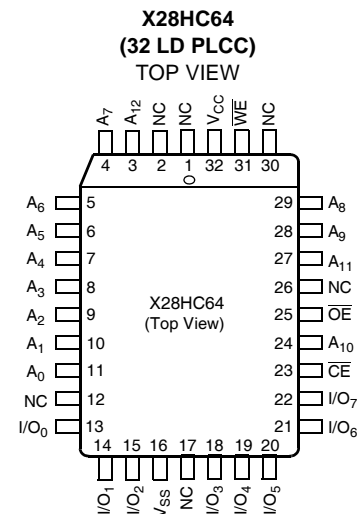 X28HC64
(32 LD PLCC)
TOP VIEW
A7 A12 NC NC VCC W̅E̅ NC
4 3 2 1 32 31 30
A6 5 29 A8
A5 6 28 A9
A4 7 27 A11
A3 8 26 NC
A2 9 25 O̅E̅
A1 10 24 A10
A0 11 23 C̅E̅
NC 12 22 I/O7
I/O0 13 21 I/O6
X28HC64
(Top View)
14 15 16 17 18 19 20
I/O1 I/O2 VSS NC I/O3 I/O4 I/O5